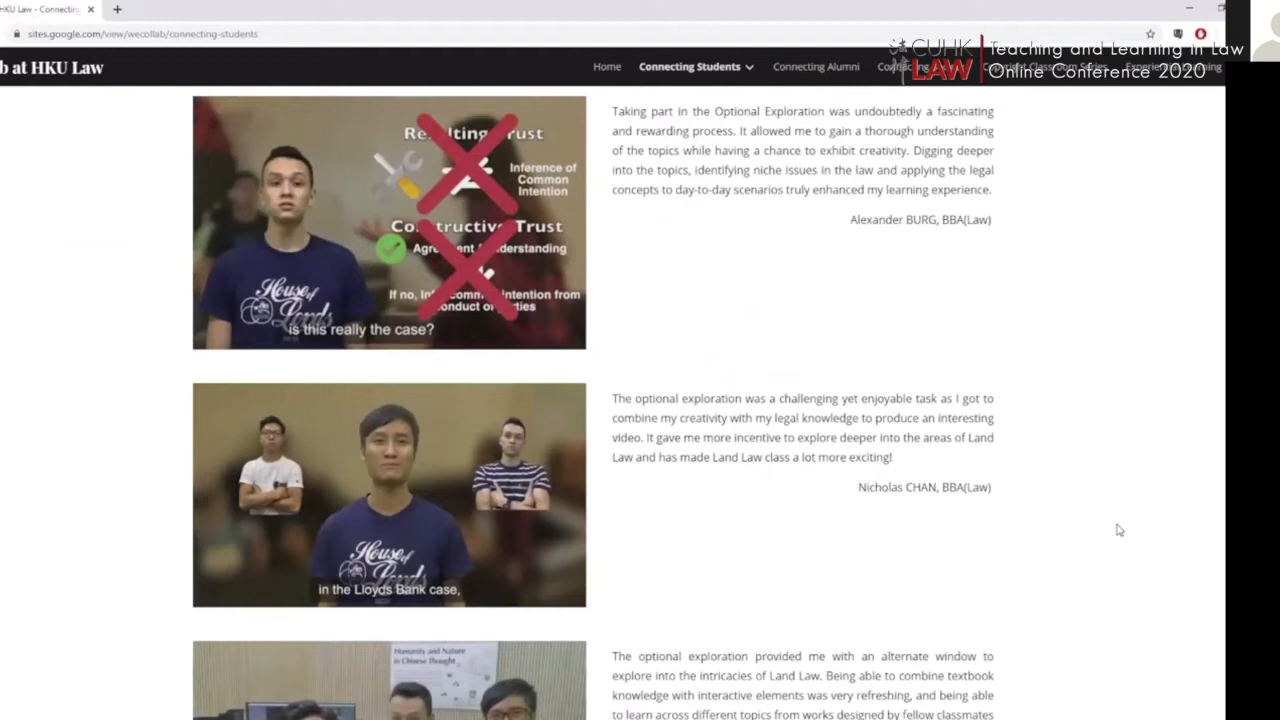 HKU Law - Connecting
sites.google.com/view/wecollab/connecting-students
CUHK LAW
Teaching and Learning in Law
Online Conference 2020
b at HKU Law
Home
Connecting Students
Connecting Alumni
Taking part in the Optional Exploration was undoubtedly a fascinating
and rewarding process. It allowed me to gain a thorough understanding
of the topics while having a chance to exhibit creativity. Digging deeper
into the topics, identifying niche issues in the law and applying the legal
concepts to day-to-day scenarios truly enhanced my learning experience.
Alexander BURG, BBA(Law)
Inference of
Common
Intention
House of
Lords
is this really the case?
The optional exploration was a challenging yet enjoyable task as I got to
combine my creativity with my legal knowledge to produce an interesting
video. It gave me more incentive to explore deeper into the areas of Land
Law and has made Land Law class a lot more exciting!
Nicholas CHAN, BBA(Law)
House of
Lords
in the Lloyds Bank case,
Humanity and Nature
in Chinese Thought
The optional exploration provided me with an alternate window to
explore into the intricacies of Land Law. Being able to combine textbook
knowledge with interactive elements was very refreshing, and being able
to learn across different topics from works designed by fellow classmates